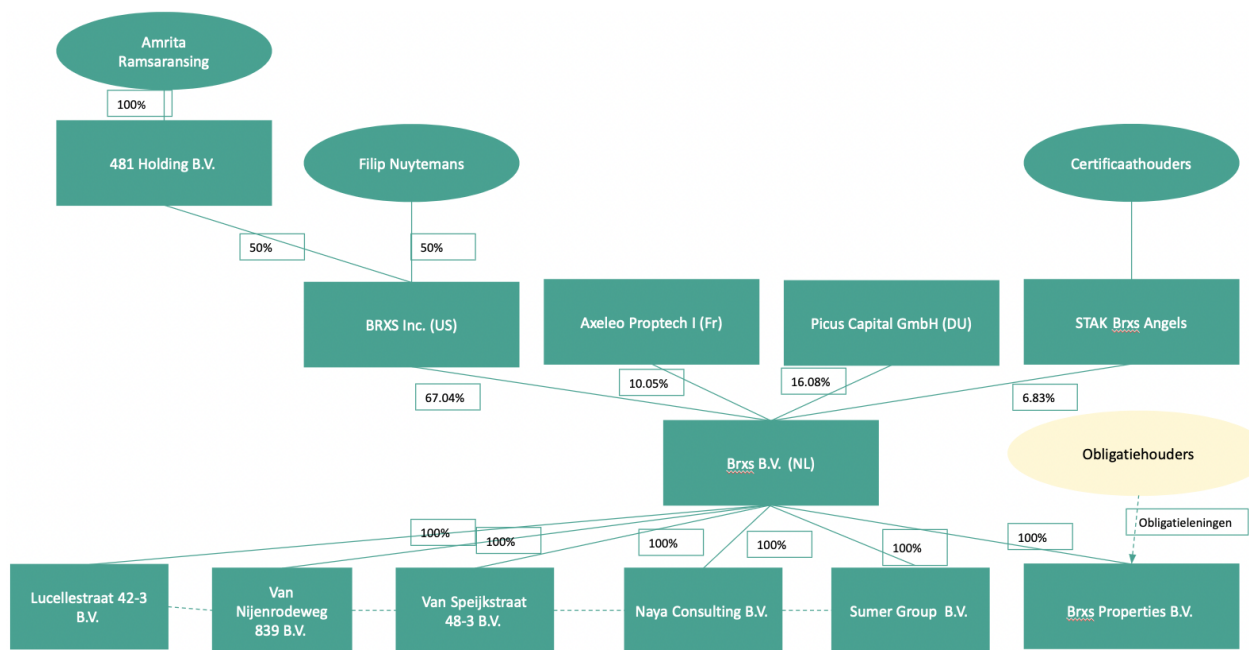 Amrita
Ramsaransing
100%
481 Holding B.V.
Filip Nuytemans
Certificaathouders
50%
50%
BRXS Inc. (US)
Axeleo Proptech I (Fr)
Picus Capital GmbH (DU)
STAK Brxs Angels
67.04%
10.05%
16.08%
6.83%
Brxs B.V. (NL)
Obligatiehouders
Obligatieleningen
100%
100%
100%
100%
100%
100%
Lucellestraat 42-3
B.V.
Van
Nijenrodeweg
839 B.V.
Van Speijkstraat
48-3 B.V.
Naya Consulting B.V.
Sumer Group B.V.
Brxs Properties B.V.